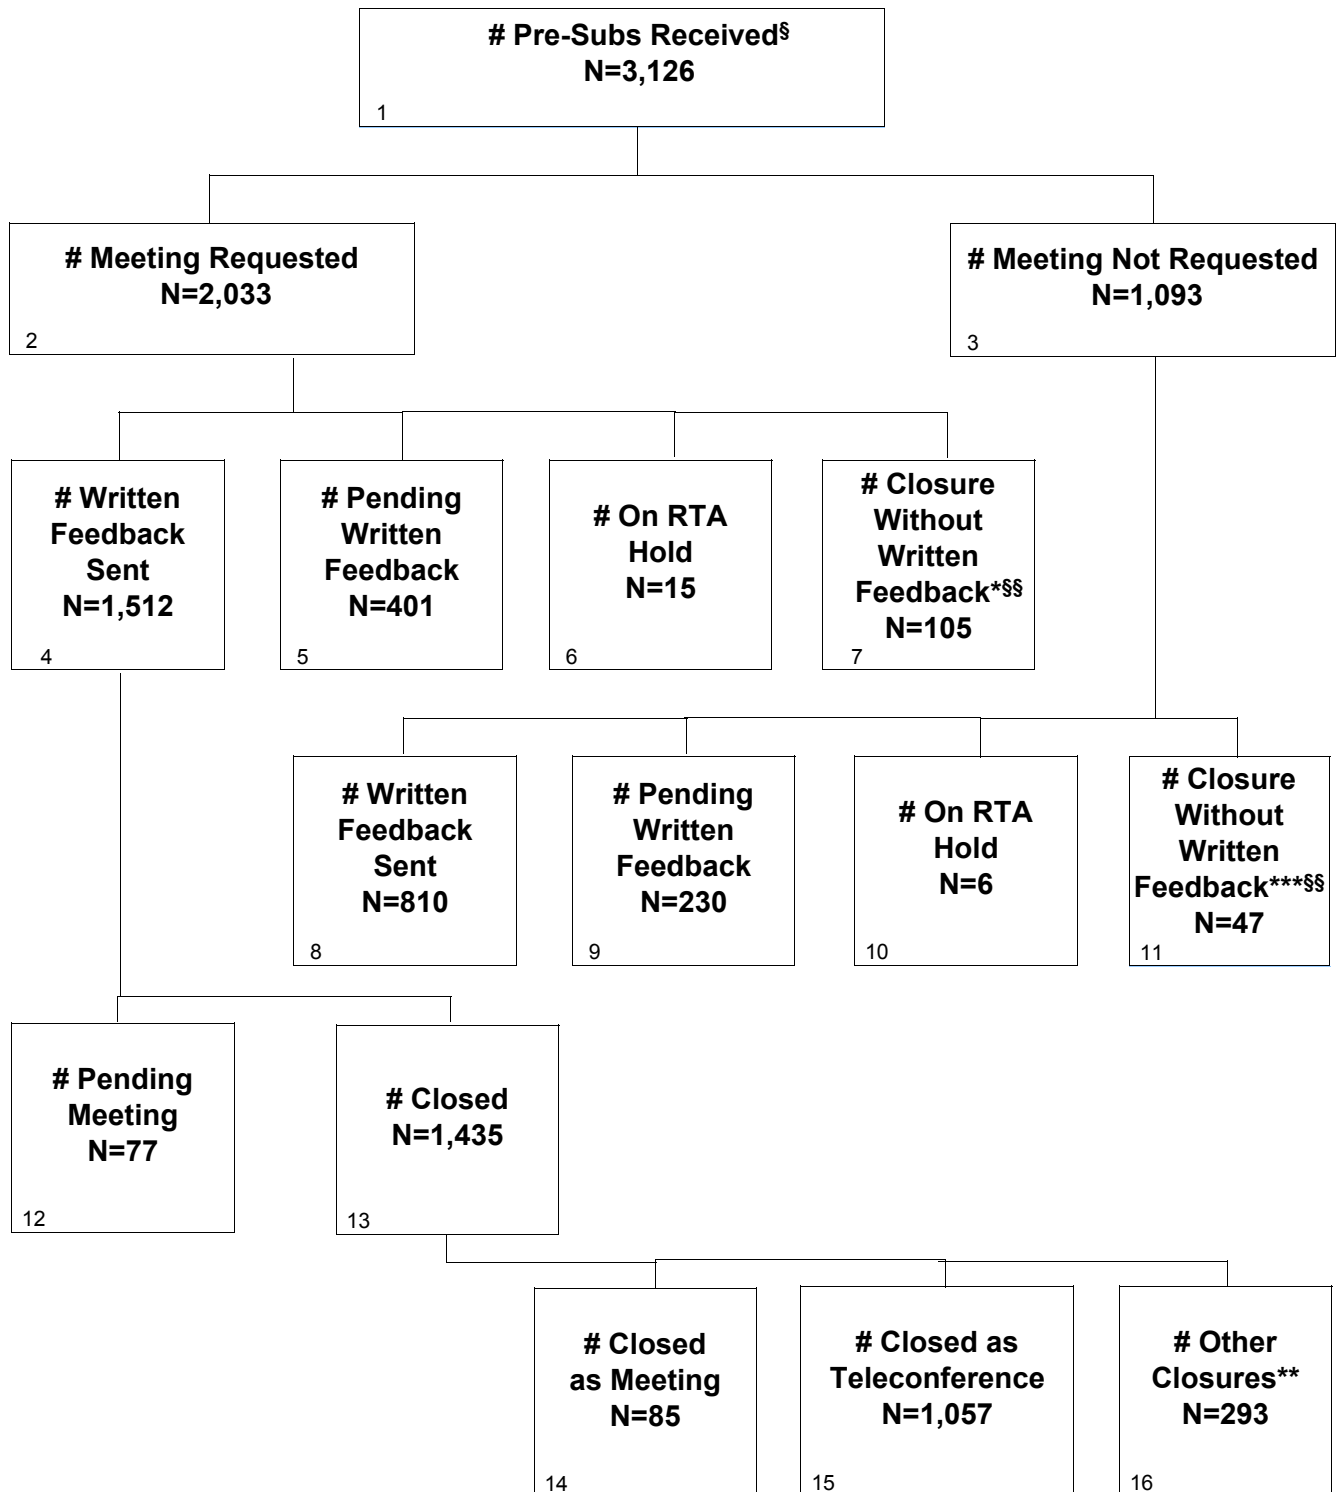 # Pre-Subs Received§
N=3,126
1
# Meeting Requested
N=2,033
2
# Meeting Not Requested
N=1,093
3
# Written
Feedback
Sent
N=1,512
4
# Pending
Written
Feedback
N=401
5
# On RTA
Hold
N=15
6
# Closure
Without
Written
Feedback*§§
N=105
7
# Written
Feedback
Sent
N=810
8
# Pending
Written
Feedback
N=230
9
# On RTA
Hold
N=6
10
# Closure
Without
Written
Feedback***§§
N=47
11
# Pending
Meeting
N=77
12
# Closed
N=1,435
13
# Closed
as Meeting
N=85
14
# Closed as
Teleconference
N=1,057
15
# Other
Closures**
N=293
16